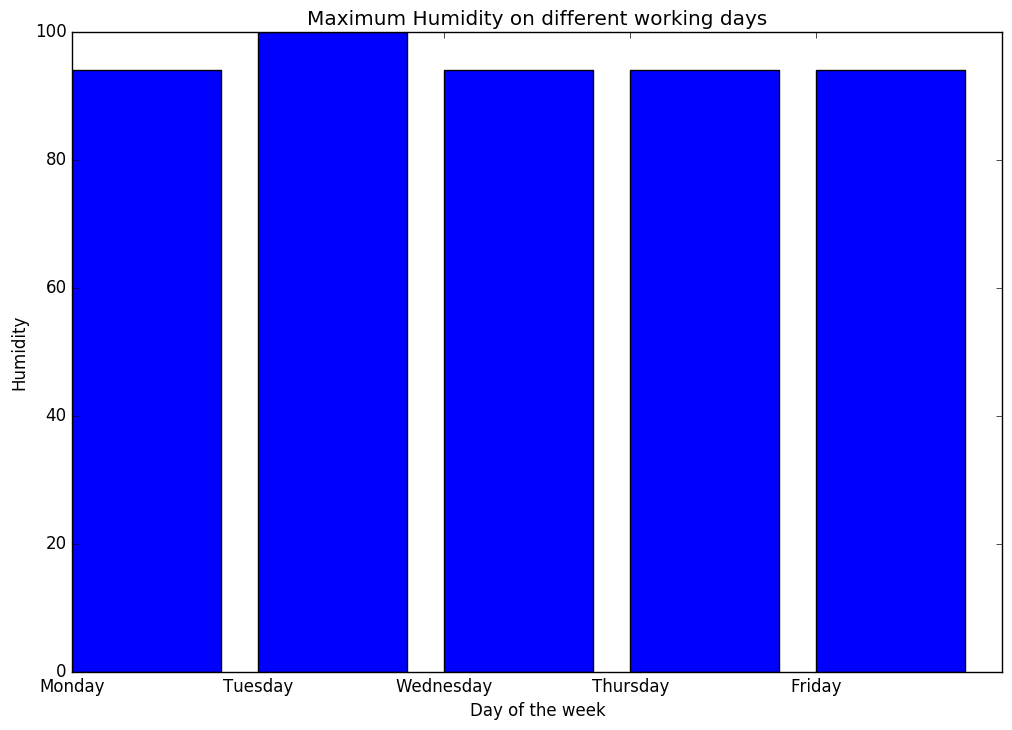 Maximum Humidity on different working days
100
80
60
40
20
0
Humidity
Monday Tuesday Wednesday Thursday Friday
Day of the week